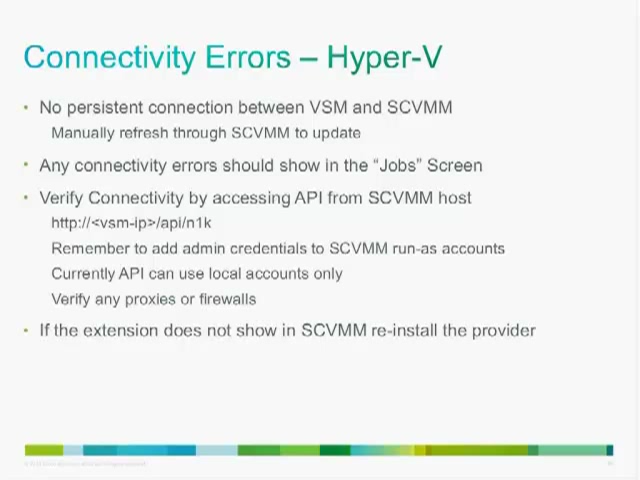 Connectivity Errors – Hyper-V
• No persistent connection between VSM and SCVMM
Manually refresh through SCVMM to update
• Any connectivity errors should show in the “Jobs” Screen
• Verify Connectivity by accessing API from SCVMM host
http://<vsm-ip>/api/n1k
Remember to add admin credentials to SCVMM run-as accounts
Currently API can use local accounts only
Verify any proxies or firewalls
• If the extension does not show in SCVMM re-install the provider